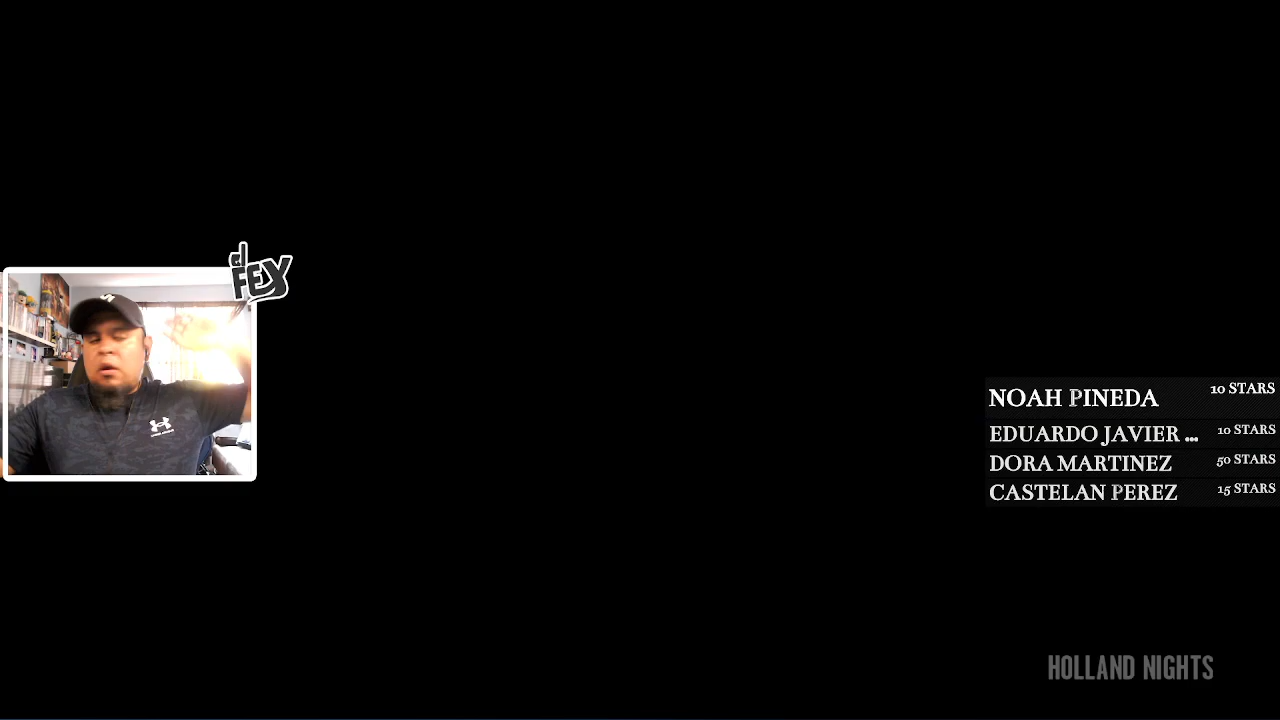 el
FEY
NOAH PINEDA 10 STARS
EDUARDO JAVIER ... 10 STARS
DORA MARTINEZ 50 STARS
CASTELAN PEREZ 15 STARS
HOLLAND NIGHTS